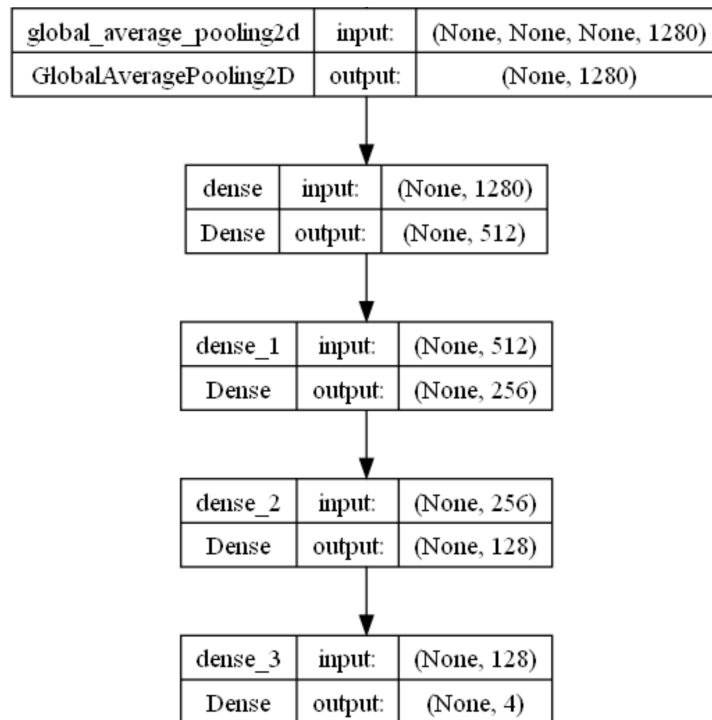 global_average_pooling2d input: (None, None, None, 1280)
GlobalAveragePooling2D output: (None, 1280)
dense input: (None, 1280)
Dense output: (None, 512)
dense_1 input: (None, 512)
Dense output: (None, 256)
dense_2 input: (None, 256)
Dense output: (None, 128)
dense_3 input: (None, 128)
Dense output: (None, 4)